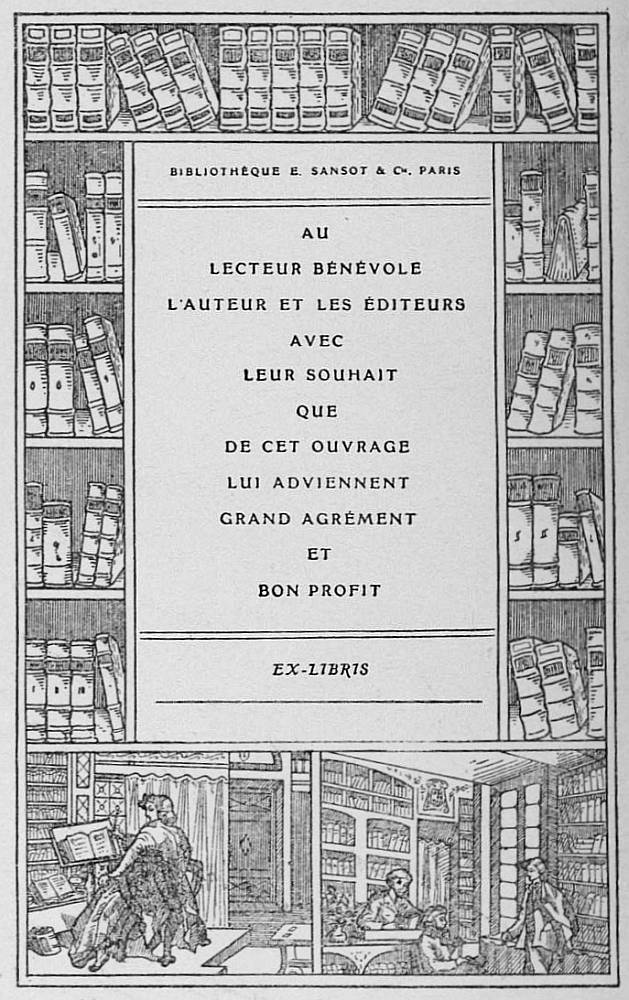 BIBLIOTHÈQUE E. SANSOT & Cie. PARIS
AU
LECTEUR BÉNÉVOLE
L'AUTEUR ET LES ÉDITEURS
AVEC
LEUR SOUHAIT
QUE
DE CET OUVRAGE
LUI ADVIENNENT
GRAND AGRÉMENT
ET
BON PROFIT
EX-LIBRIS